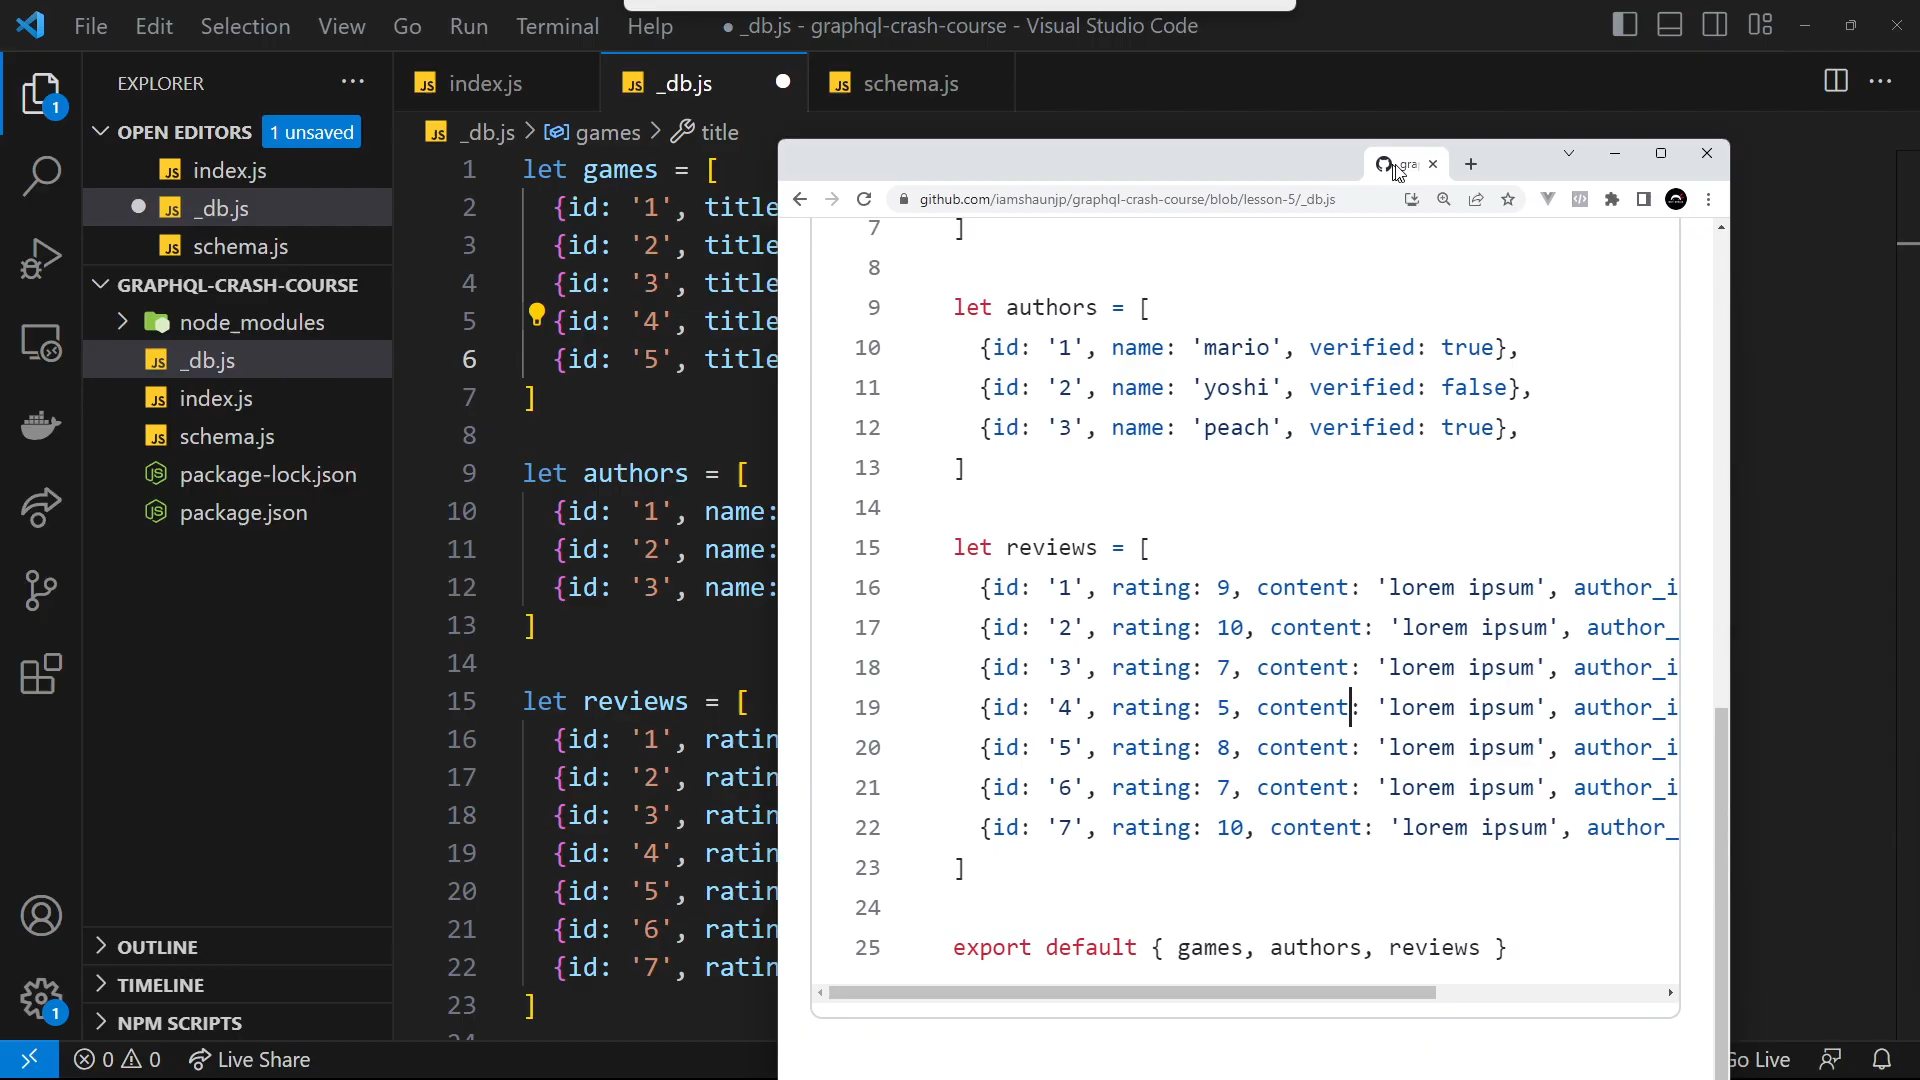 File Edit Selection View Go Run Terminal Help
● _db.js - graphql-crash-course - Visual Studio Code
EXPLORER
OPEN EDITORS 1 unsaved
index.js
_db.js
schema.js
GRAPHQL-CRASH-COURSE
node_modules
_db.js
index.js
schema.js
package-lock.json
package.json
OUTLINE
TIMELINE
NPM SCRIPTS
1
1
index.js
_db.js
schema.js
_db.js > games > title
1 let games = [
2 {id: '1', title
3 {id: '2', title
4 {id: '3', title
5 {id: '4', title
6 {id: '5', title
7 ]
8
9 let authors = [
10 {id: '1', name:
11 {id: '2', name:
12 {id: '3', name:
13 ]
14
15 let reviews = [
16 {id: '1', ratin
17 {id: '2', ratin
18 {id: '3', ratin
19 {id: '4', ratin
20 {id: '5', ratin
21 {id: '6', ratin
22 {id: '7', ratin
23 ]
gra
github.com/iamshaunjp/graphql-crash-course/blob/lesson-5/_db.js
7 ]
8
9 let authors = [
10 {id: '1', name: 'mario', verified: true},
11 {id: '2', name: 'yoshi', verified: false},
12 {id: '3', name: 'peach', verified: true},
13 ]
14
15 let reviews = [
16 {id: '1', rating: 9, content: 'lorem ipsum', author_i
17 {id: '2', rating: 10, content: 'lorem ipsum', author_
18 {id: '3', rating: 7, content: 'lorem ipsum', author_i
19 {id: '4', rating: 5, content: 'lorem ipsum', author_i
20 {id: '5', rating: 8, content: 'lorem ipsum', author_i
21 {id: '6', rating: 7, content: 'lorem ipsum', author_i
22 {id: '7', rating: 10, content: 'lorem ipsum', author_
23 ]
24
25 export default { games, authors, reviews }
0 0 Live Share
Go Live